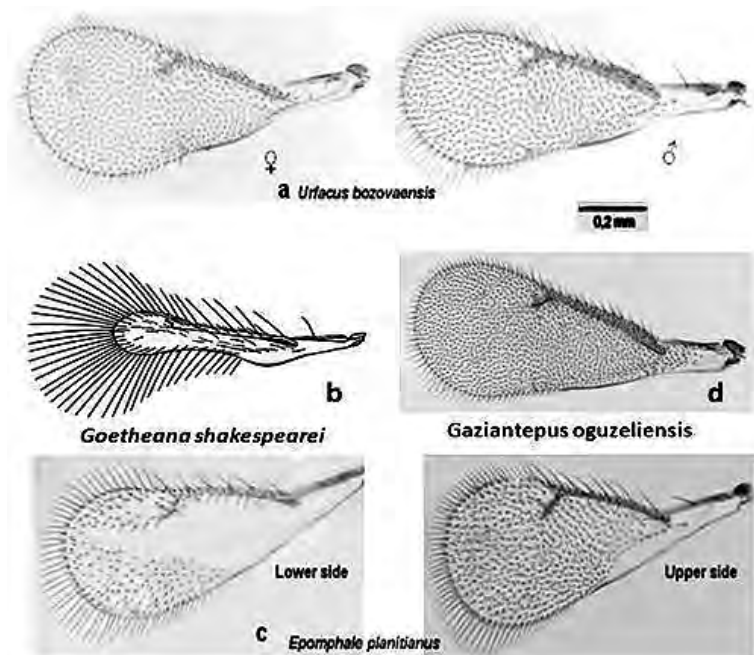 ♀ ♂
a Urfacus bozovaensis
0,2 mm
b d
Goetheana shakespearei Gaziantepus oguzeliensis
Lower side Upper side
c Epomphale planitianus